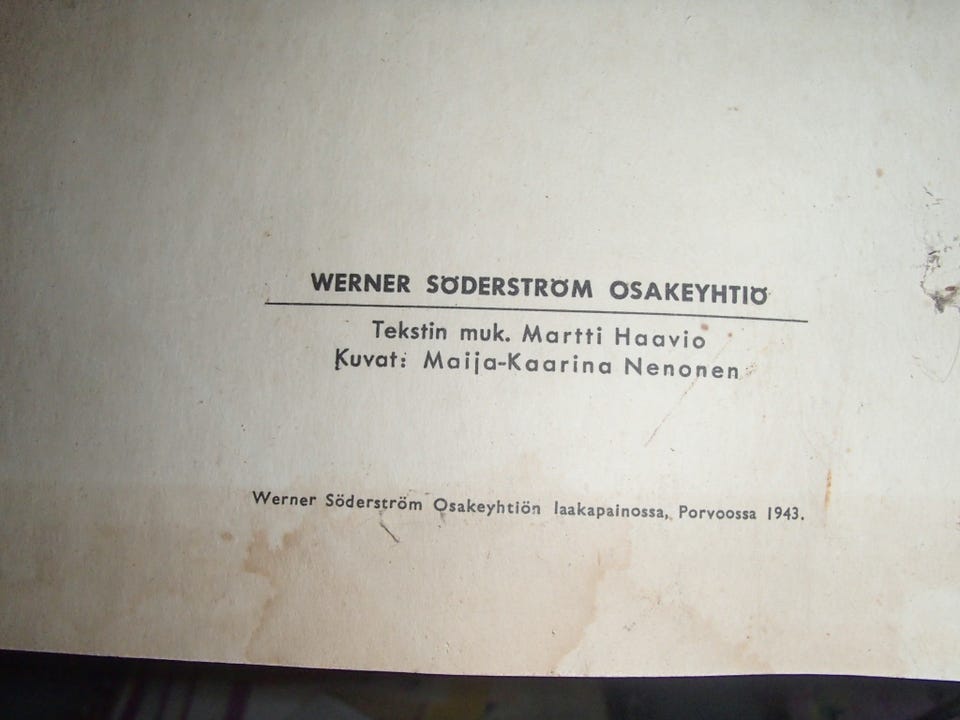 WERNER SÖDERSTRÖM OSAKEYHTIÖ
Tekstin muk. Martti Haavio
Kuvat: Maija-Kaarina Nenonen
Werner Söderström Osakeyhtiön laakapainossa, Porvoossa 1943.